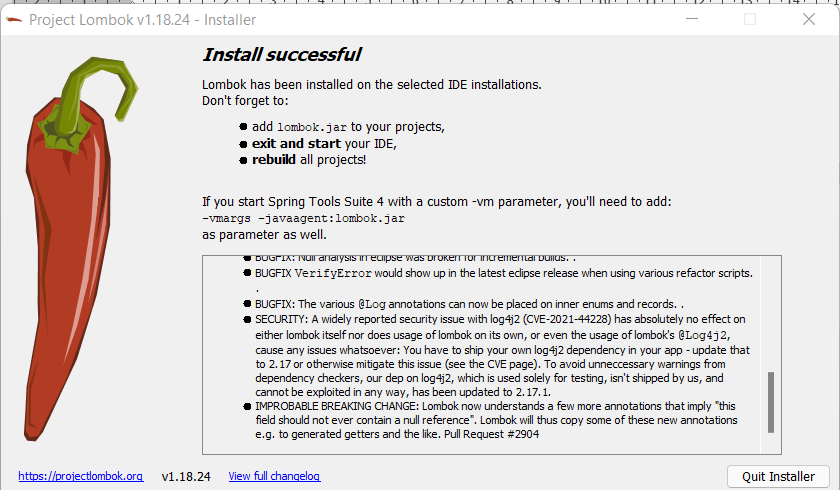 Project Lombok v1.18.24 - Installer
Install successful
Lombok has been installed on the selected IDE installations.
Don't forget to:
add lombok.jar to your projects,
exit and start your IDE,
rebuild all projects!
If you start Spring Tools Suite 4 with a custom -vm parameter, you'll need to add:
-vmargs -javaagent:lombok.jar
as parameter as well.
BUGFIX: Null analysis in eclipse was broken for incremental builds. .
BUGFIX VerifyError would show up in the latest eclipse release when using various refactor scripts.
.
BUGFIX: The various @Log annotations can now be placed on inner enums and records. .
SECURITY: A widely reported security issue with log4j2 (CVE-2021-44228) has absolutely no effect on
either lombok itself nor does usage of lombok on its own, or even the usage of lombok's @Log4j2,
cause any issues whatsoever: You have to ship your own log4j2 dependency in your app - update that
to 2.17 or otherwise mitigate this issue (see the CVE page). To avoid unneccessary warnings from
dependency checkers, our dep on log4j2, which is used solely for testing, isn't shipped by us, and
cannot be exploited in any way, has been updated to 2.17.1.
IMPROBABLE BREAKING CHANGE: Lombok now understands a few more annotations that imply "this
field should not ever contain a null reference". Lombok will thus copy some of these new annotations
e.g. to generated getters and the like. Pull Request #2904
https://projectlombok.org v1.18.24 View full changelog Quit Installer